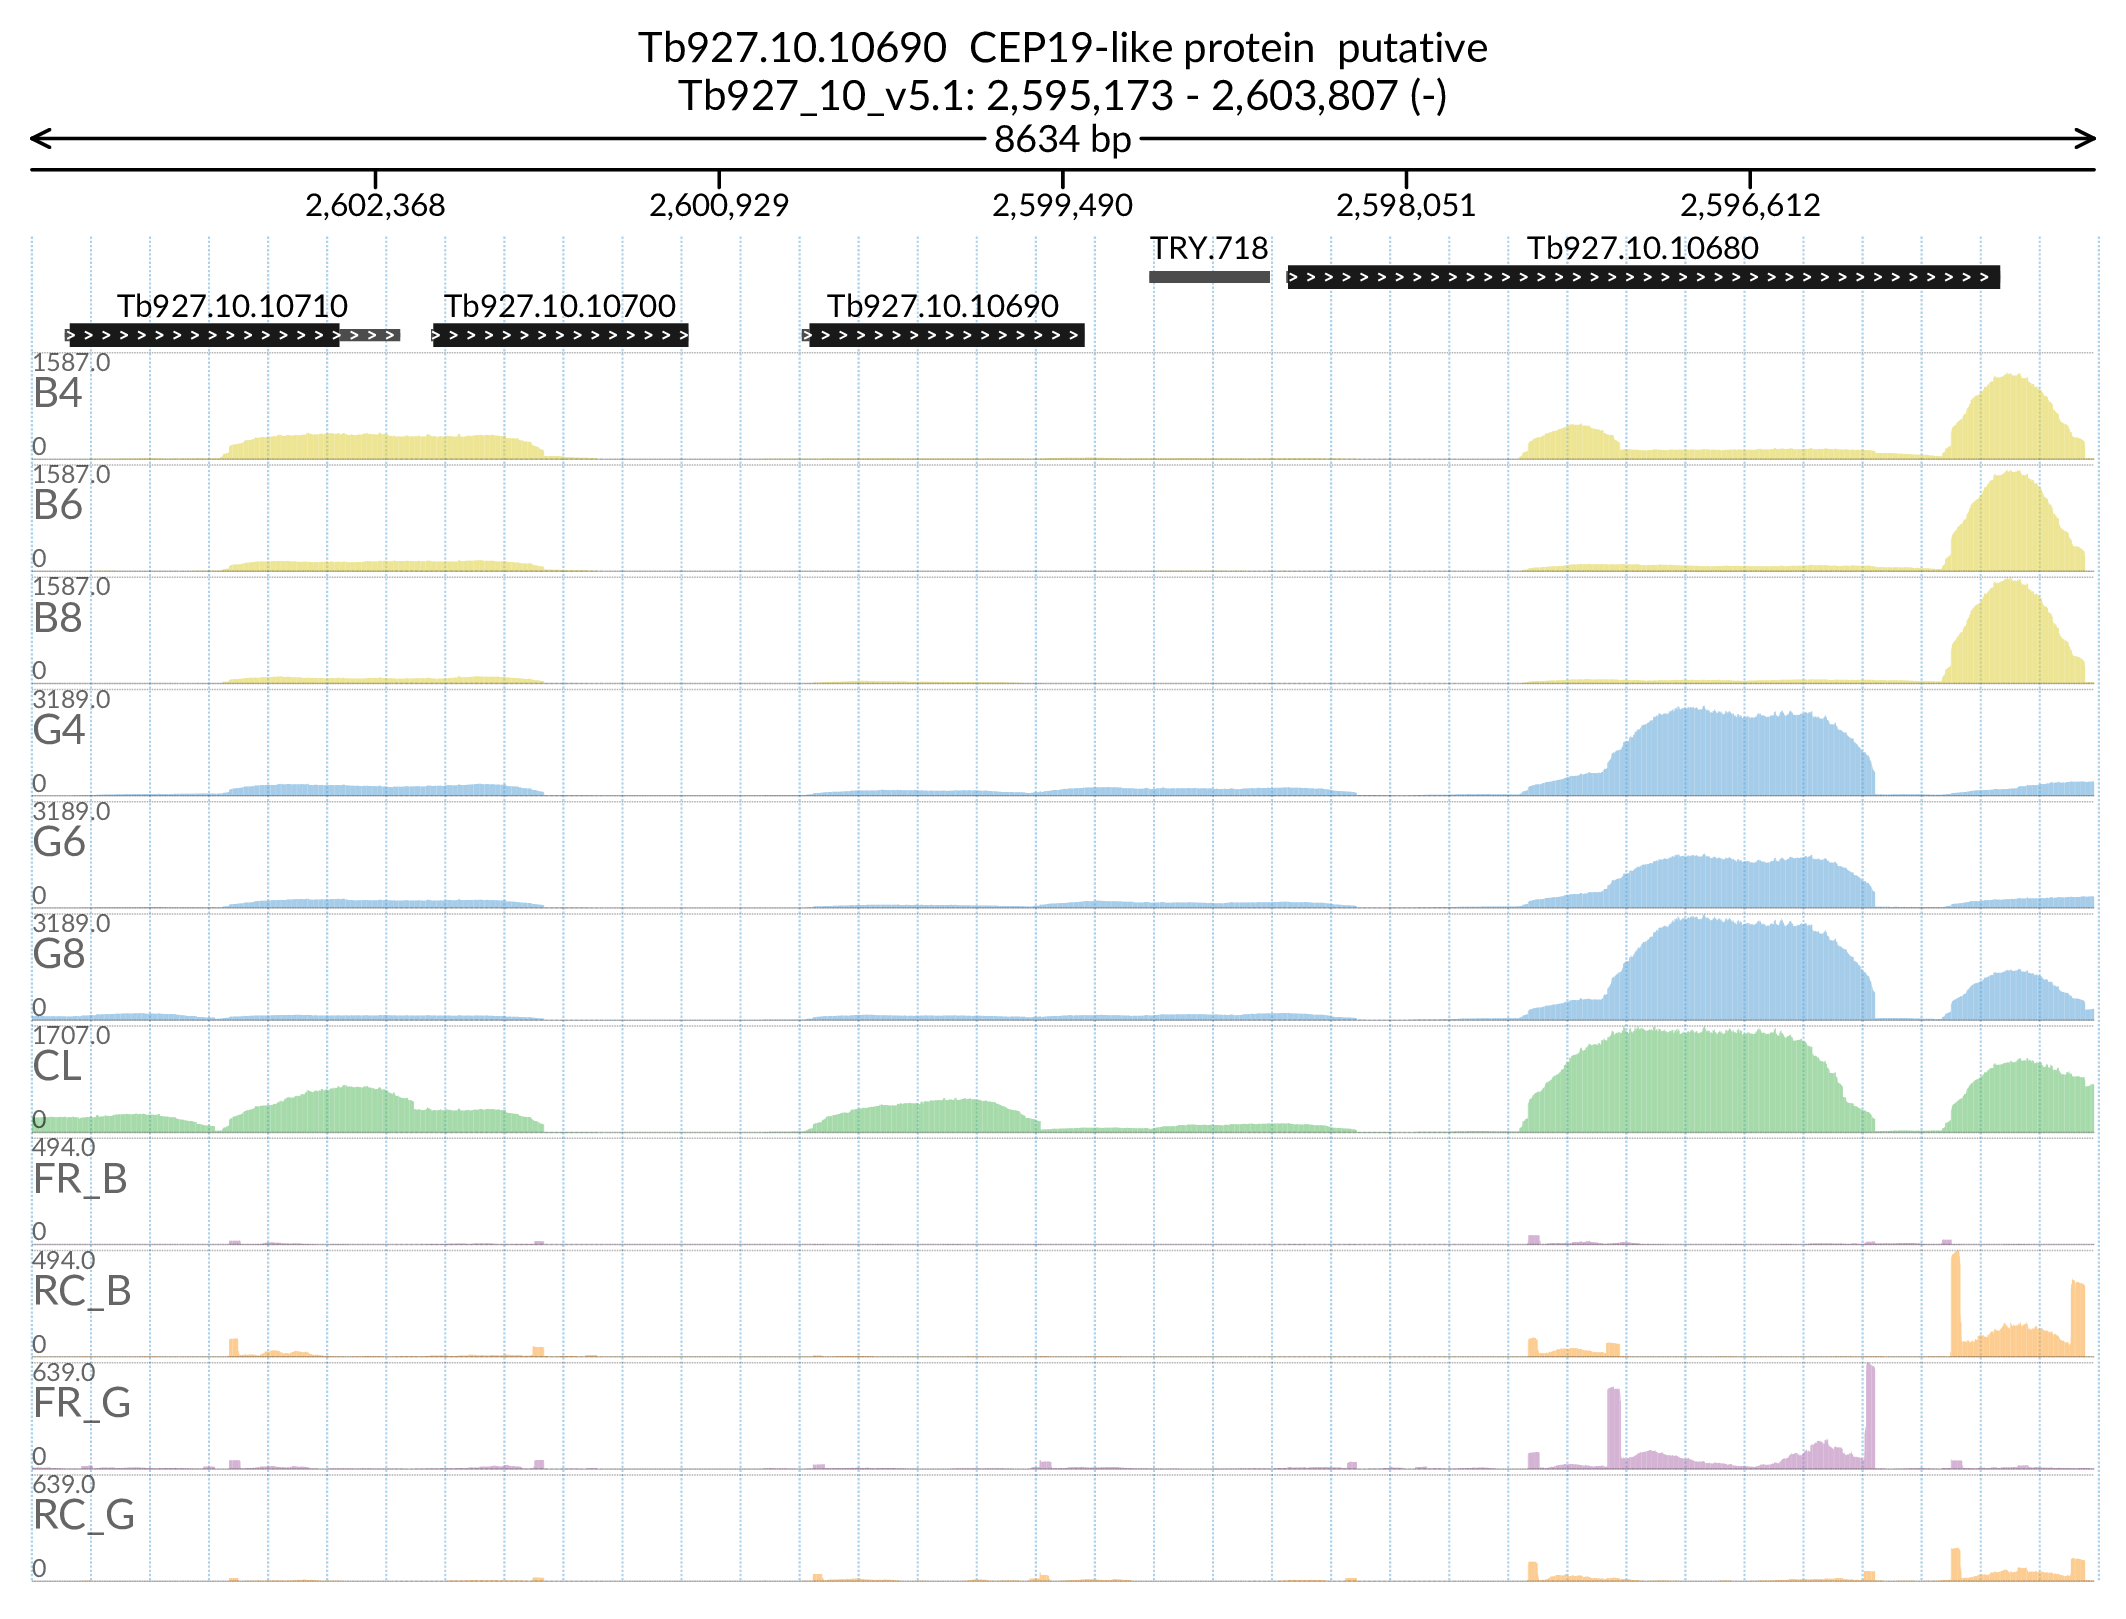 Tb927.10.10690  CEP19-like protein  putative
Tb927_10_v5.1: 2,595,173 - 2,603,807 (-)
8634 bp
2,602,368 2,600,929 2,599,490 2,598,051 2,596,612
TRY.718 Tb927.10.10680
Tb927.10.10710 Tb927.10.10700 Tb927.10.10690
1587.0
B4
0
1587.0
B6
0
1587.0
B8
0
3189.0
G4
0
3189.0
G6
0
3189.0
G8
0
1707.0
CL
0
494.0
FR_B
0
494.0
RC_B
0
639.0
FR_G
0
639.0
RC_G
0